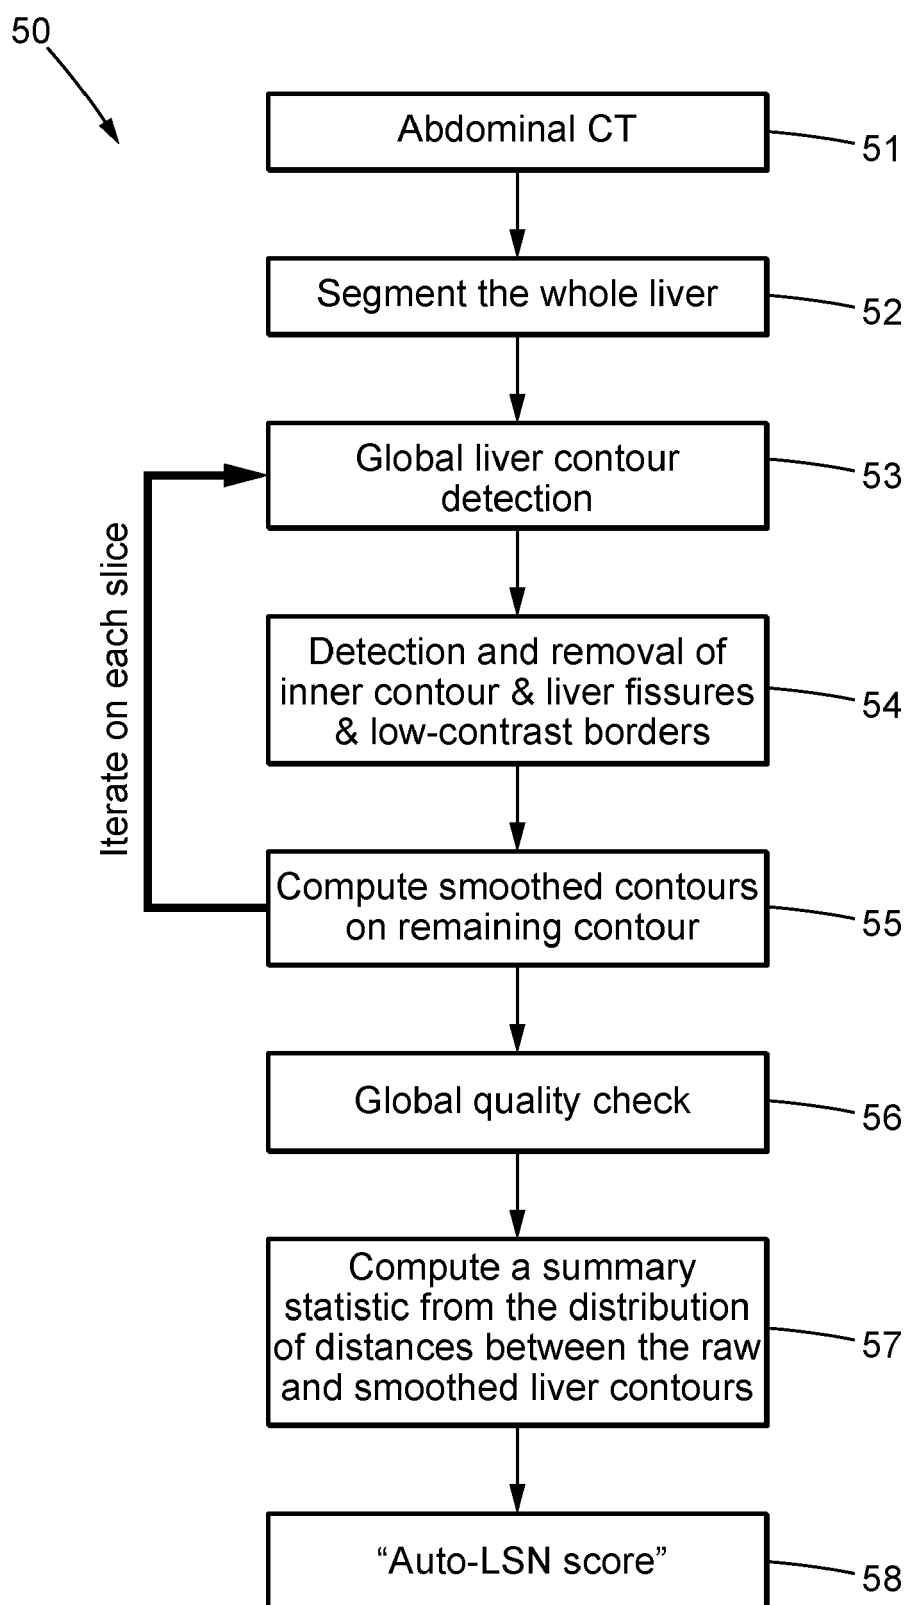 50
Abdominal CT
51
Segment the whole liver
52
Global liver contour
detection
53
Iterate on each slice
Detection and removal of
inner contour & liver fissures
& low-contrast borders
54
Compute smoothed contours
on remaining contour
55
Global quality check
56
Compute a summary
statistic from the distribution
of distances between the raw
and smoothed liver contours
57
“Auto-LSN score”
58